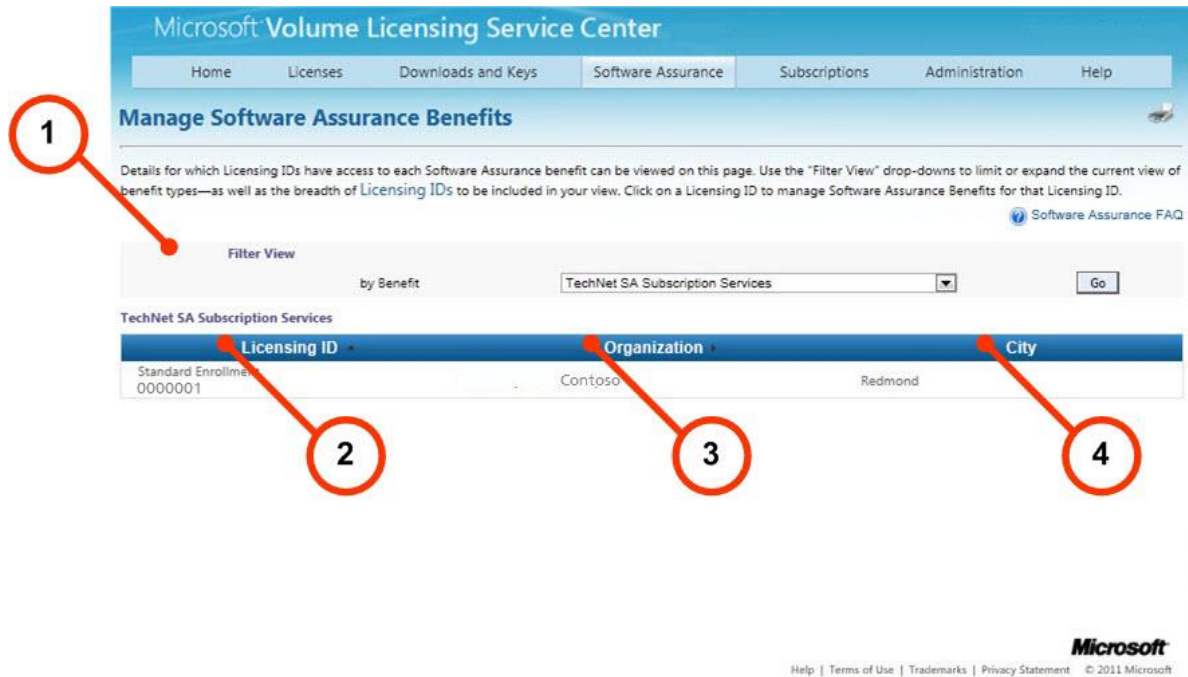 Microsoft Volume Licensing Service Center
Home Licenses Downloads and Keys Software Assurance Subscriptions Administration Help
Manage Software Assurance Benefits
1
Details for which Licensing IDs have access to each Software Assurance benefit can be viewed on this page. Use the "Filter View" drop-downs to limit or expand the current view of
benefit types—as well as the breadth of Licensing IDs to be included in your view. Click on a Licensing ID to manage Software Assurance Benefits for that Licensing ID.
Software Assurance FAQ
Filter View
by Benefit TechNet SA Subscription Services Go
TechNet SA Subscription Services
Licensing ID Organization City
Standard Enrollment
0000001 Contoso Redmond
2 3 4
Microsoft
Help | Terms of Use | Trademarks | Privacy Statement © 2011 Microsoft